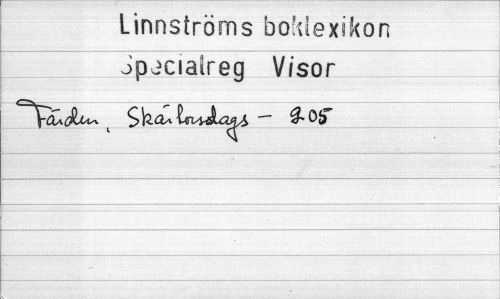 Linnströms boklexikon
Specialreg Visor
Färden, Skärtorsdags – 205